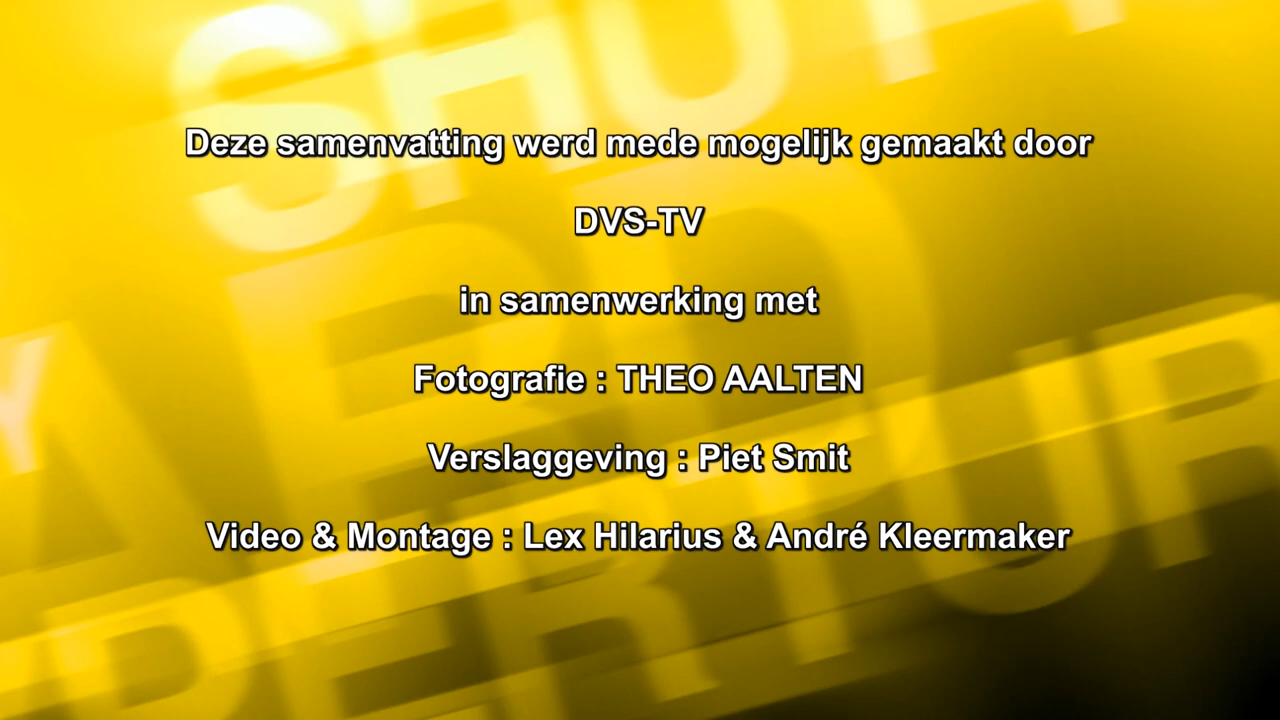 Deze samenvatting werd mede mogelijk gemaakt door
DVS-TV
in samenwerking met
Fotografie : THEO AALTEN
Verslaggeving : Piet Smit
Video & Montage : Lex Hilarius & André Kleermaker